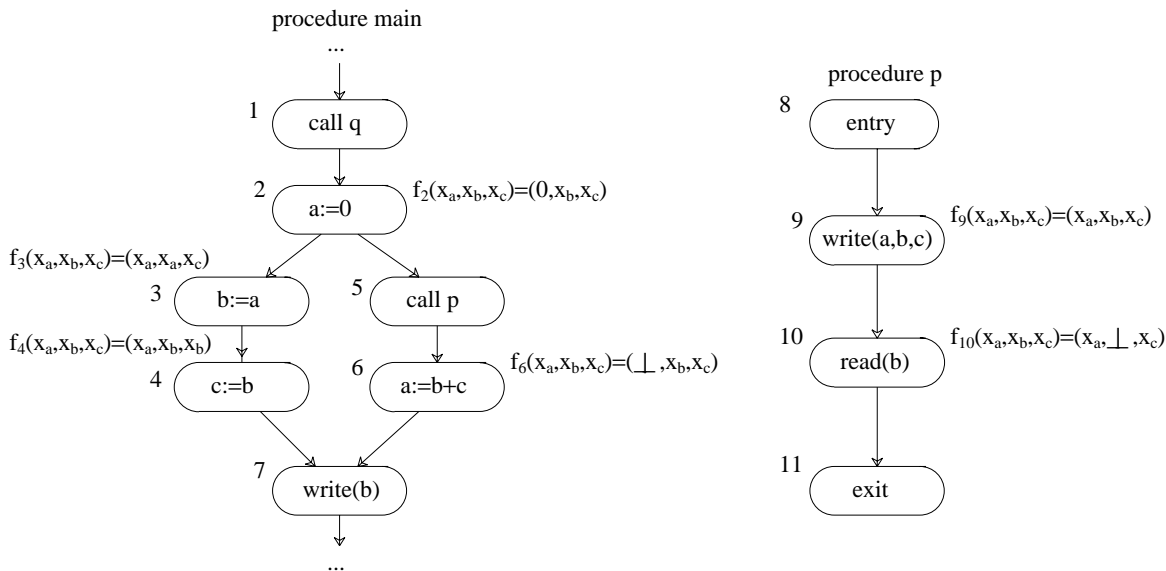 procedure main
...
1
call q
2
a:=0
f2(xa,xb,xc)=(0,xb,xc)
f3(xa,xb,xc)=(xa,xa,xc)
3
b:=a
5
call p
f4(xa,xb,xc)=(xa,xb,xb)
4
c:=b
6
a:=b+c
f6(xa,xb,xc)=(⊥,xb,xc)
7
write(b)
...
procedure p
8
entry
9
write(a,b,c)
f9(xa,xb,xc)=(xa,xb,xc)
10
read(b)
f10(xa,xb,xc)=(xa,⊥,xc)
11
exit